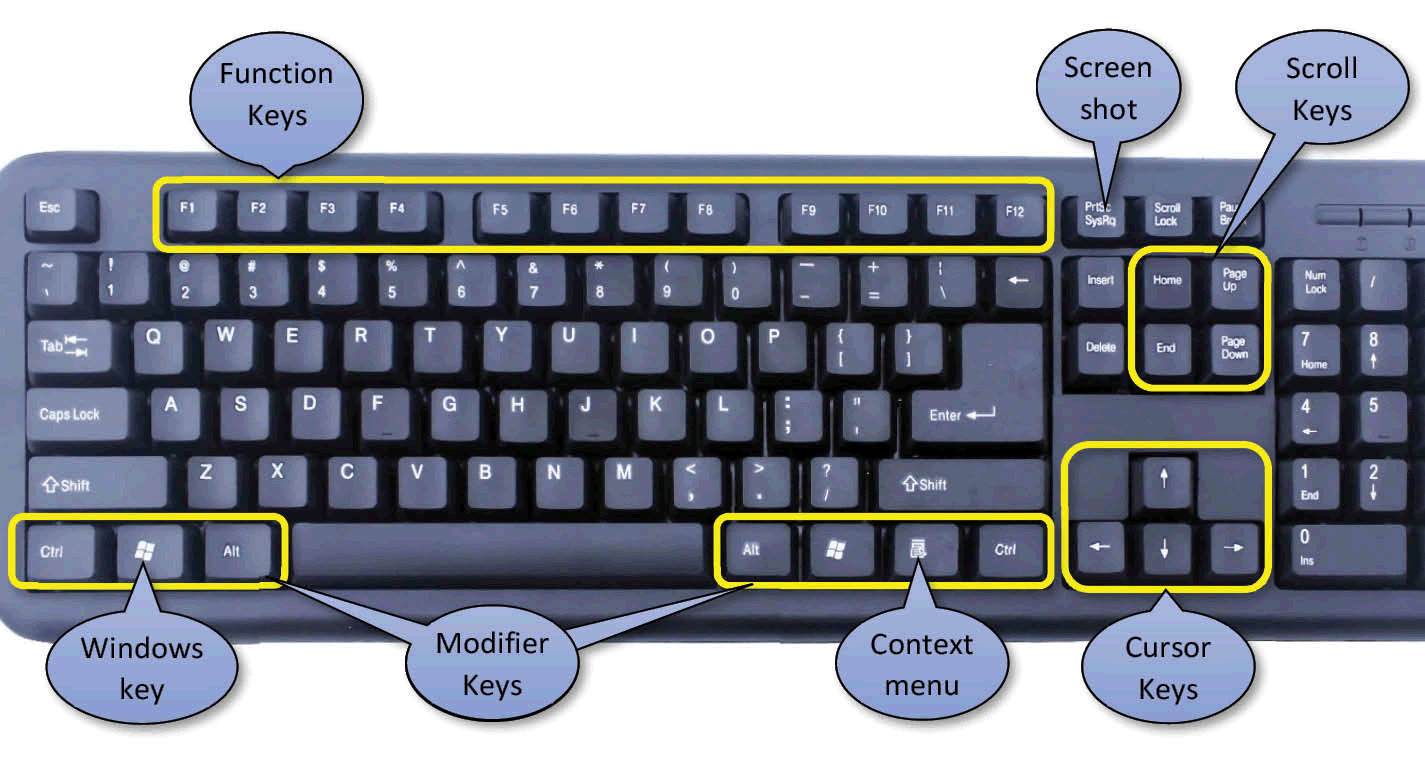 Function
Keys
Screen
shot
Scroll
Keys
Esc
F1 F2 F3 F4 F5 F6 F7 F8 F9 F10 F11 F12
PrtSc
SysRq
Scroll
Lock
~ ! @ # $ % ^ & * ( ) — + ¦
` 1 2 3 4 5 6 7 8 9 0 - = \ ←
Insert Home Page
Up
Num
Lock
/
Tab Q W E R T Y U I O P { }
[ ]
Delete End Page
Down
7 8
Home ↑
Caps Lock A S D F G H J K L : "
; '
Enter
4 5
←
⇧Shift Z X C V B N M < > ?
, . /
⇧Shift
↑
1 2
End ↓
Ctrl Alt Alt Ctrl
← ↓ →
0
Ins
Windows
key
Modifier
Keys
Context
menu
Cursor
Keys